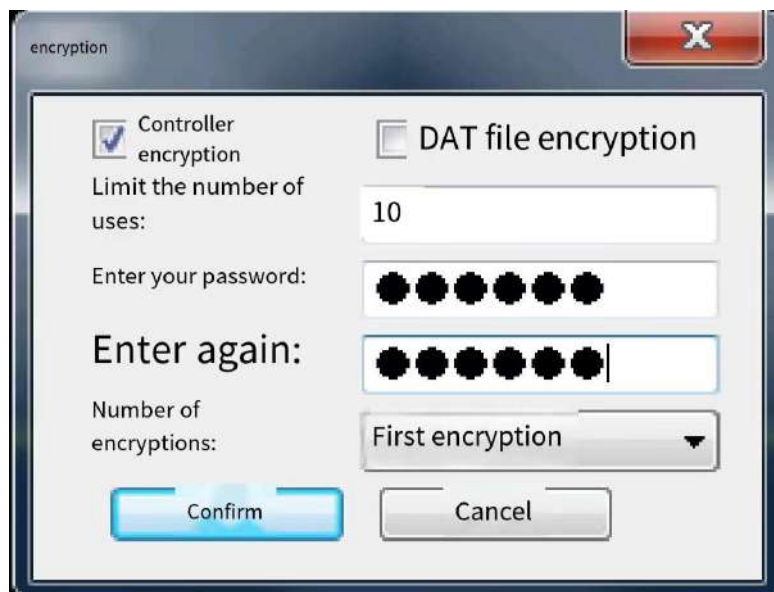 encryption
Controller
encryption
DAT file encryption
Limit the number of
uses:
10
Enter your password:
●●●●●●
Enter again:
●●●●●●
Number of
encryptions:
First encryption
Confirm
Cancel